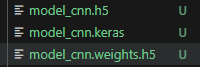 model_cnn.h5 U
model_cnn.keras U
model_cnn.weights.h5 U